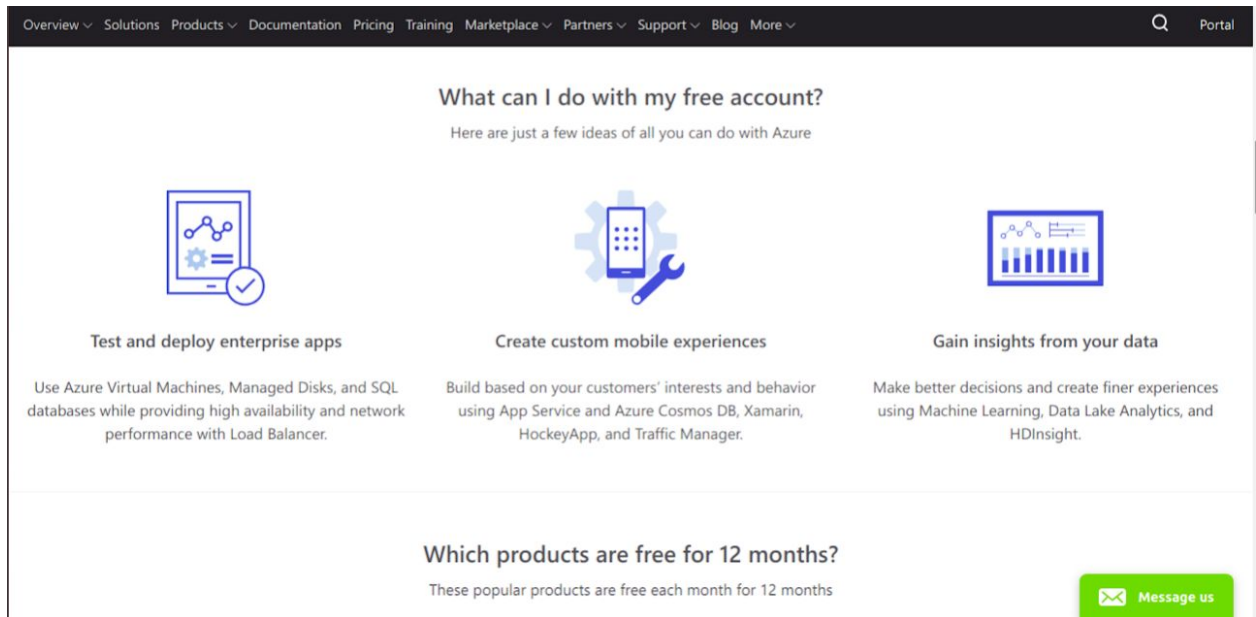 Overview Solutions Products Documentation Pricing Training Marketplace Partners Support Blog More Portal
What can I do with my free account?
Here are just a few ideas of all you can do with Azure
Test and deploy enterprise apps
Use Azure Virtual Machines, Managed Disks, and SQL
databases while providing high availability and network
performance with Load Balancer.
Create custom mobile experiences
Build based on your customers' interests and behavior
using App Service and Azure Cosmos DB, Xamarin,
HockeyApp, and Traffic Manager.
Gain insights from your data
Make better decisions and create finer experiences
using Machine Learning, Data Lake Analytics, and
HDInsight.
Which products are free for 12 months?
These popular products are free each month for 12 months
Message us